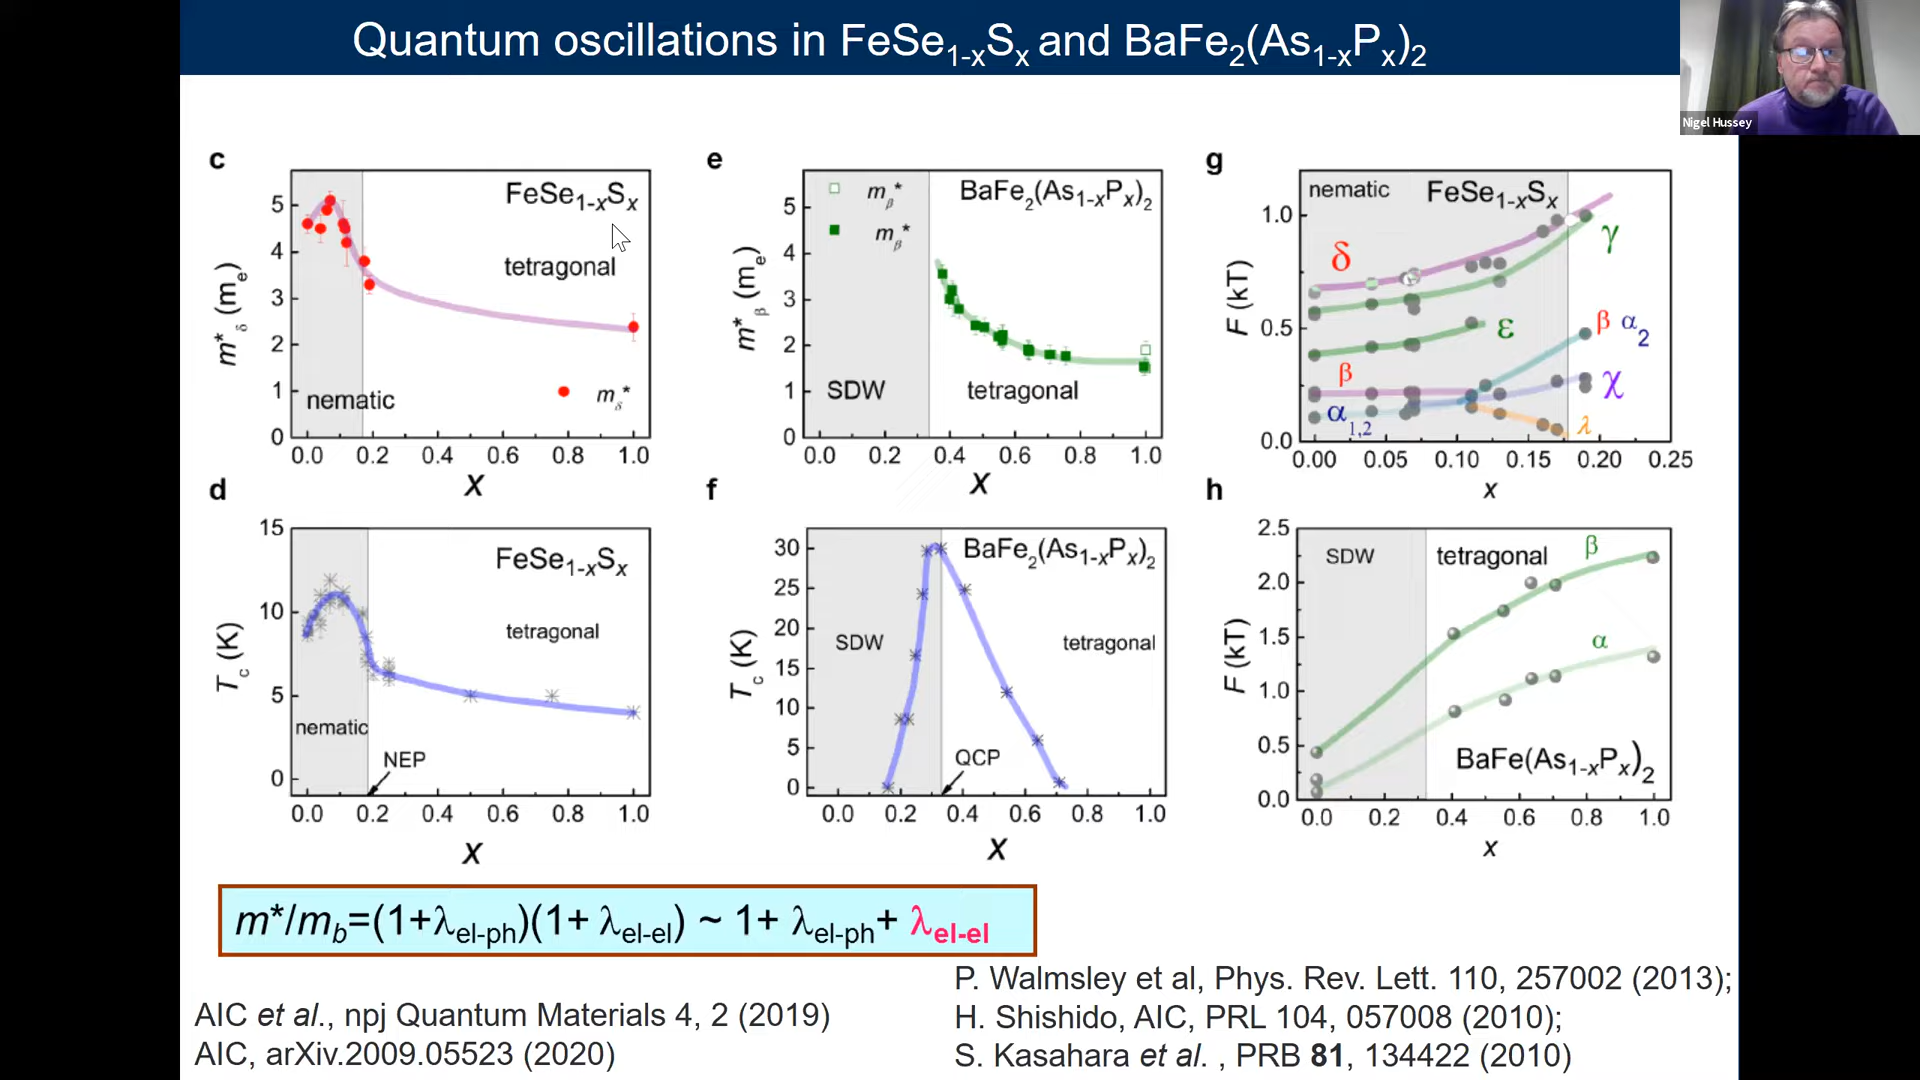 Quantum oscillations in FeSe1-xSx and BaFe2(As1-xPx)2
Nigel Hussey
c
FeSe1-xSx
tetragonal
nematic
mδ*
m*δ (me)
5
4
3
2
1
0
0.0 0.2 0.4 0.6 0.8 1.0
x
e
mβ*
mβ*
BaFe2(As1-xPx)2
SDW
tetragonal
m*β (me)
5
4
3
2
1
0
0.0 0.2 0.4 0.6 0.8 1.0
x
g
nematic
FeSe1-xSx
δ
γ
ε
β α2
β
χ
α1,2
λ
F (kT)
1.0
0.5
0.0
0.00 0.05 0.10 0.15 0.20 0.25
x
d
FeSe1-xSx
tetragonal
nematic
NEP
Tc (K)
15
10
5
0
0.0 0.2 0.4 0.6 0.8 1.0
x
f
BaFe2(As1-xPx)2
SDW
tetragonal
QCP
Tc (K)
30
25
20
15
10
5
0
0.0 0.2 0.4 0.6 0.8 1.0
x
h
SDW
tetragonal
β
α
BaFe(As1-xPx)2
F (kT)
2.5
2.0
1.5
1.0
0.5
0.0
0.0 0.2 0.4 0.6 0.8 1.0
x
m*/mb=(1+λel-ph)(1+ λel-el) ~ 1+ λel-ph+ λel-el
P. Walmsley et al, Phys. Rev. Lett. 110, 257002 (2013);
AIC et al., npj Quantum Materials 4, 2 (2019)
H. Shishido, AIC, PRL 104, 057008 (2010);
AIC, arXiv.2009.05523 (2020)
S. Kasahara et al. , PRB 81, 134422 (2010)